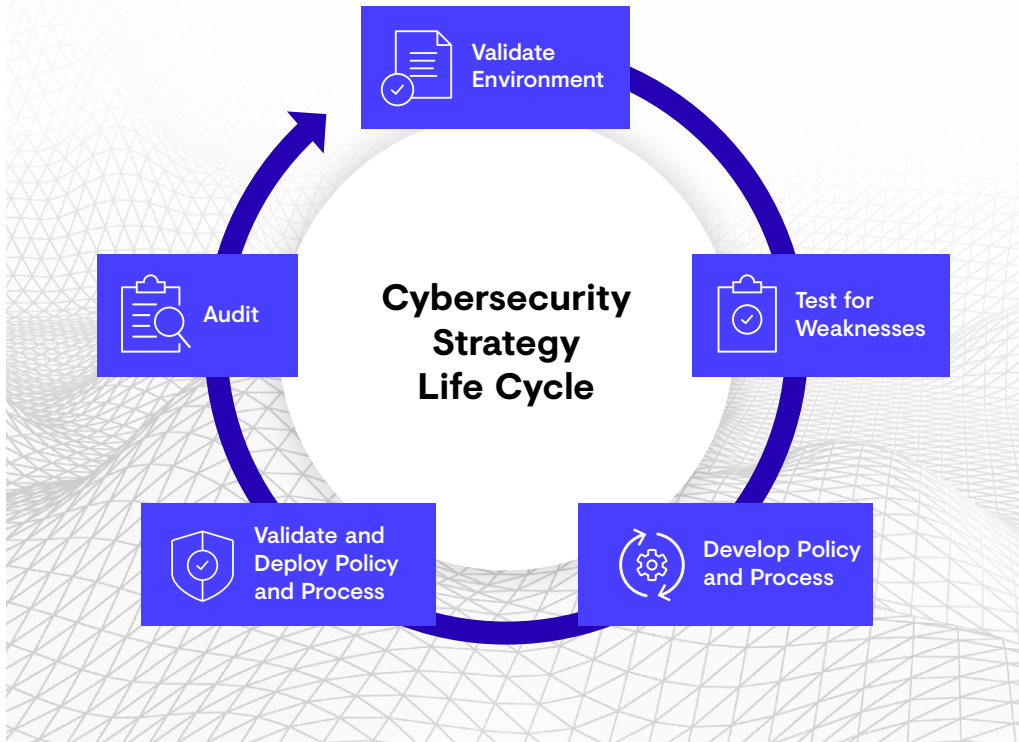 Validate
Environment
Test for
Weaknesses
Develop Policy
and Process
Validate and
Deploy Policy
and Process
Audit
Cybersecurity
Strategy
Life Cycle